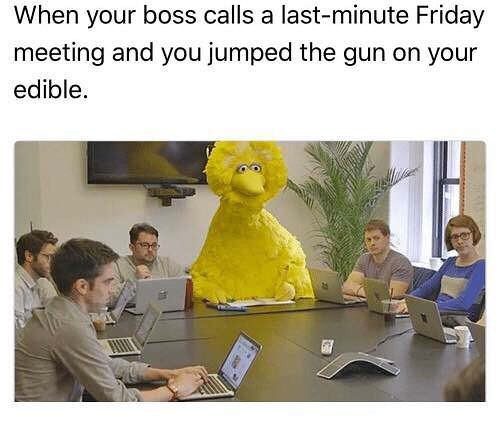 When your boss calls a last-minute Friday
meeting and you jumped the gun on your
edible.